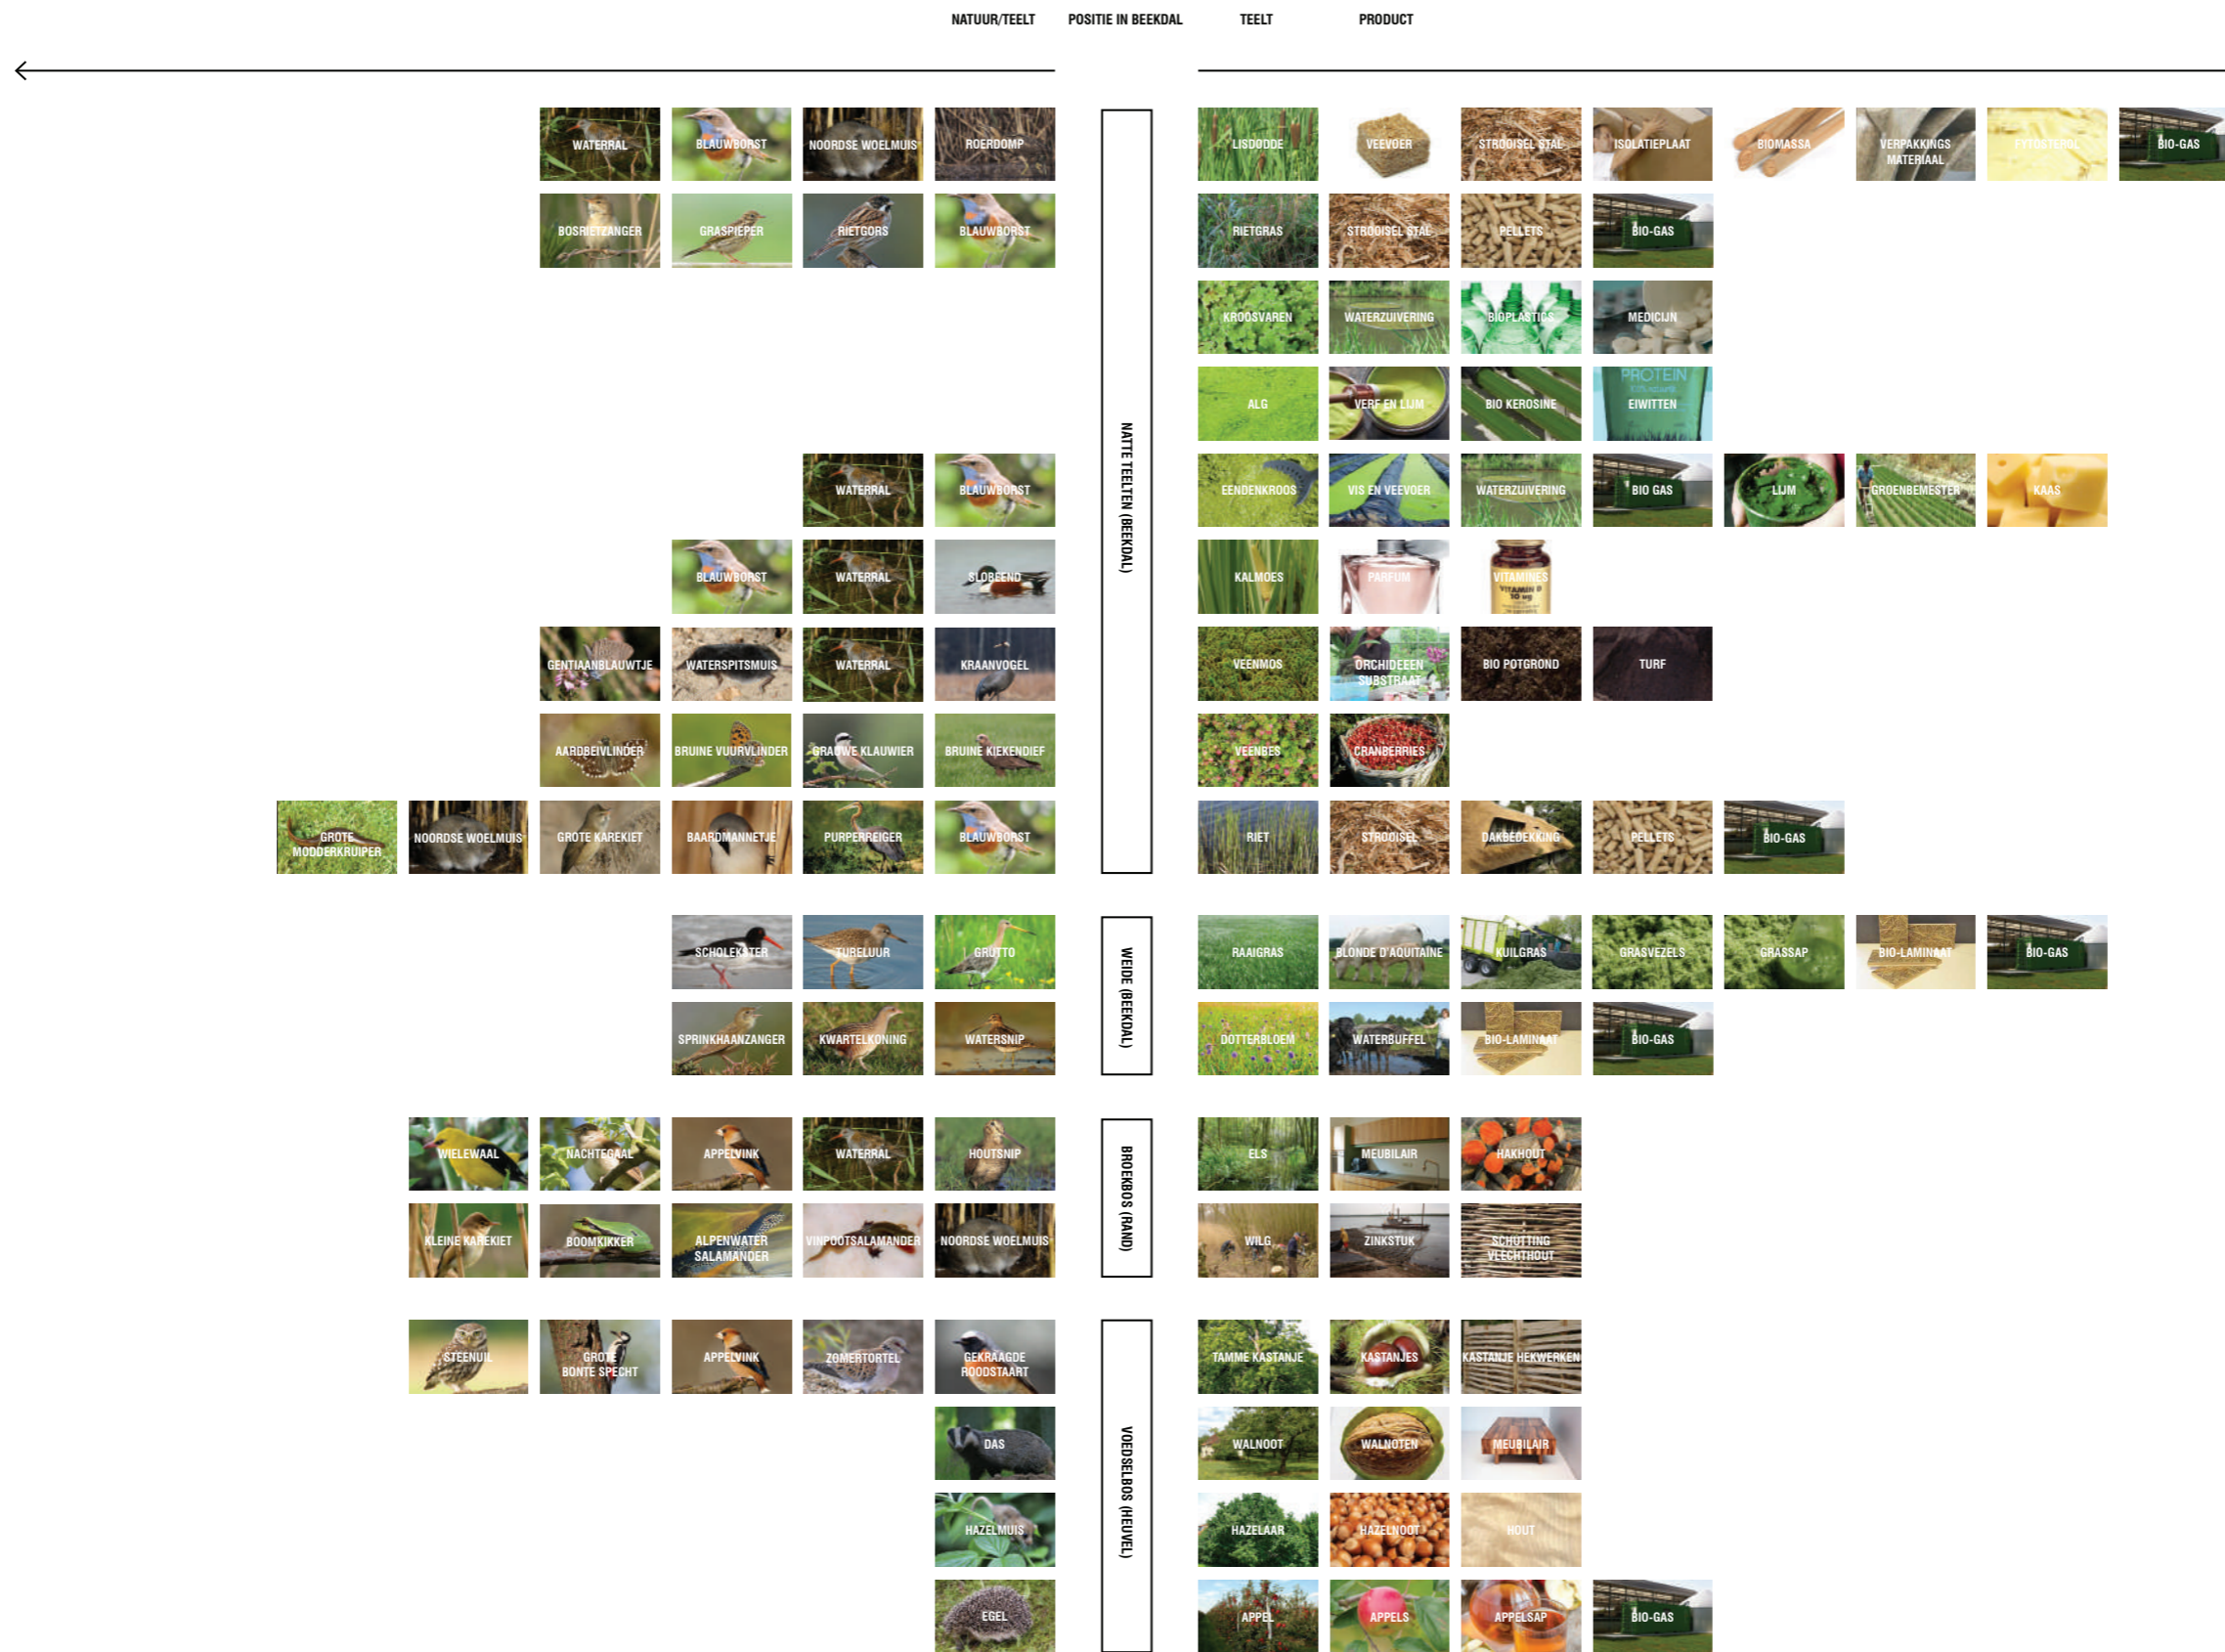 NATUUR/TEELT POSITIE IN BEEKDAL TEELT PRODUCT
WATERRAL BLAUWBORST NOORDSE WOELMUIS ROERDOMP LISDODDE VEEVOER STROOISEL STAL ISOLATIEPLAAT BIOMASSA VERPAKKINGS MATERIAAL FYTOSTEROL BIO-GAS
BOSRIETZANGER GRASPIEPER RIETGORS BLAUWBORST RIETGRAS STROOISEL STAL PELLETS BIO-GAS
KROOSVAREN WATERZUIVERING BIOPLASTICS MEDICIJN
ALG VERF EN LIJM BIO KEROSINE PROTEIN EIWITTEN
NATTE TEELTEN (BEEKDAL)
WATERRAL BLAUWBORST EENDENKROOS VIS EN VEEVOER WATERZUIVERING BIO GAS LIJM GROENBEMESTER KAAS
BLAUWBORST WATERRAL SLOBEEND KALMOES PARFUM VITAMINES
VITAMIN D
10 ug
GENTIAANBLAUWTJE WATERSPITSMUIS WATERRAL KRAANVOGEL VEENMOS ORCHIDEEEN SUBSTRAAT BIO POTGROND TURF
AARDBEIVLINDER BRUINE VUURVLINDER GRAUWE KLAUWIER BRUINE KIEKENDIEF VEENBES CRANBERRIES
GROTE MODDERKRUIPER NOORDSE WOELMUIS GROTE KAREKIET BAARDMANNETJE PURPERREIGER BLAUWBORST RIET STROOISEL DAKBEDEKKING PELLETS BIO-GAS
WEIDE (BEEKDAL)
SCHOLEKSTER TURELUUR GRUTTO RAAIGRAS BLONDE D'AQUITAINE KUILGRAS GRASVEZELS GRASSAP BIO-LAMINAAT BIO-GAS
SPRINKHAANZANGER KWARTELKONING WATERSNIP DOTTERBLOEM WATERBUFFEL BIO-LAMINAAT BIO-GAS
BROEKBOS (RAND)
WIELEWAAL NACHTEGAAL APPELVINK WATERRAL HOUTSNIP ELS MEUBILAIR HAKHOUT
KLEINE KAREKIET BOOMKIKKER ALPENWATER SALAMANDER VINPOOTSALAMANDER NOORDSE WOELMUIS WILG ZINKSTUK SCHUTTING VLECHTHOUT
VOEDSELBOS (HEUVEL)
STEENUIL GROTE BONTE SPECHT APPELVINK ZOMERTORTEL GEKRAAGDE ROODSTAART TAMME KASTANJE KASTANJES KASTANJE HEKWERKEN
DAS WALNOOT WALNOTEN MEUBILAIR
HAZELMUIS HAZELAAR HAZELNOOT HOUT
EGEL APPEL APPELS APPELSAP BIO-GAS